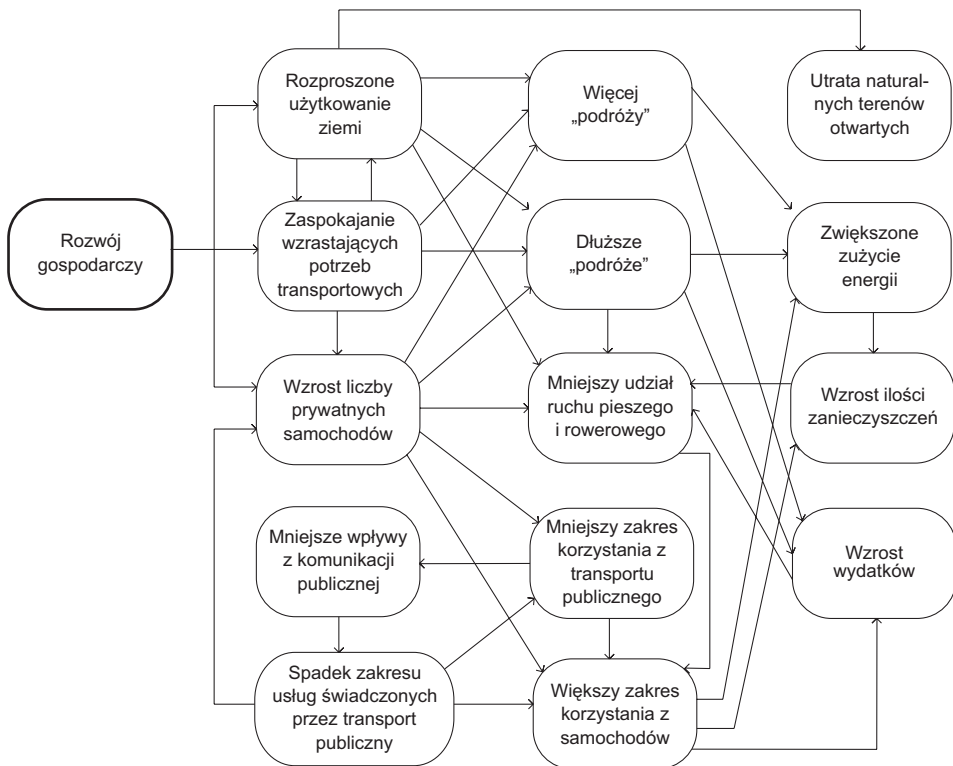 Rozproszone
użytkowanie
ziemi
Więcej
„podróży”
Utrata natural-
nych terenów
otwartych
Rozwój
gospodarczy
Zaspokajanie
wzrastających
potrzeb
transportowych
Dłuższe
„podróże”
Zwiększone
zużycie
energii
Wzrost liczby
prywatnych
samochodów
Mniejszy udział
ruchu pieszego
i rowerowego
Wzrost ilości
zanieczyszczeń
Mniejsze wpływy
z komunikacji
publicznej
Mniejszy zakres
korzystania z
transportu
publicznego
Wzrost
wydatków
Spadek zakresu
usług świadczonych
przez transport
publiczny
Większy zakres
korzystania z
samochodów